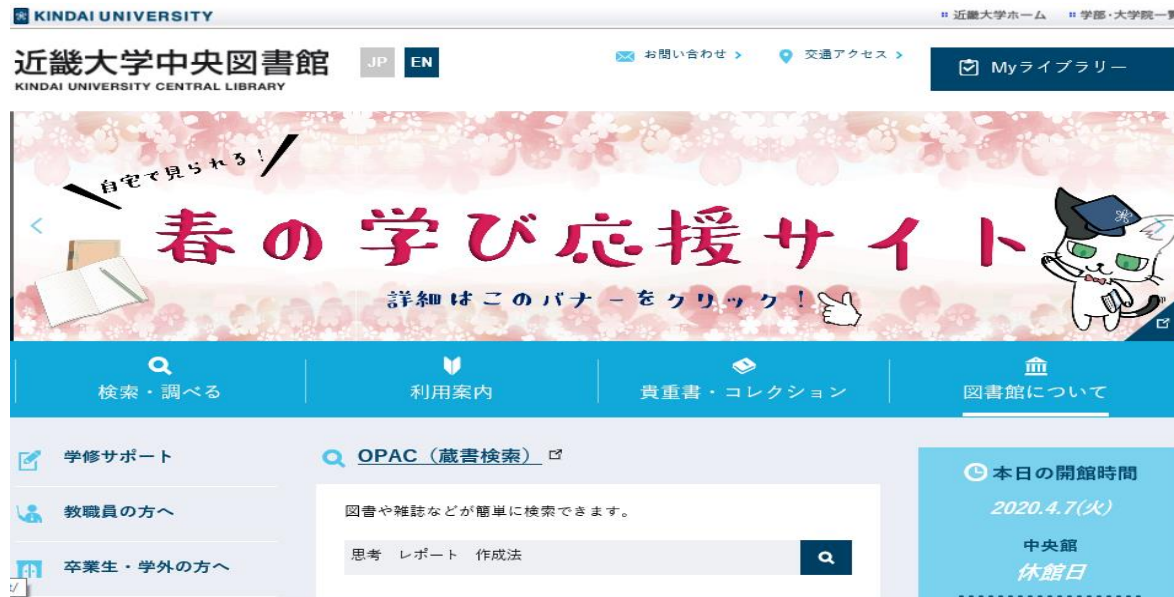 KINDAI UNIVERSITY
近畿大学ホーム 学部・大学院一覧
近畿大学中央図書館
KINDAI UNIVERSITY CENTRAL LIBRARY
JP EN
お問い合わせ
交通アクセス
Myライブラリー
自宅で見られる！
春の学び応援サイト
詳細はこのバナーをクリック！
検索・調べる
利用案内
貴重書・コレクション
図書館について
学修サポート
教職員の方へ
卒業生・学外の方へ
OPAC（蔵書検索）
図書や雑誌などが簡単に検索できます。
思考 レポート 作成法
本日の開館時間
2020.4.7(火)
中央館
休館日